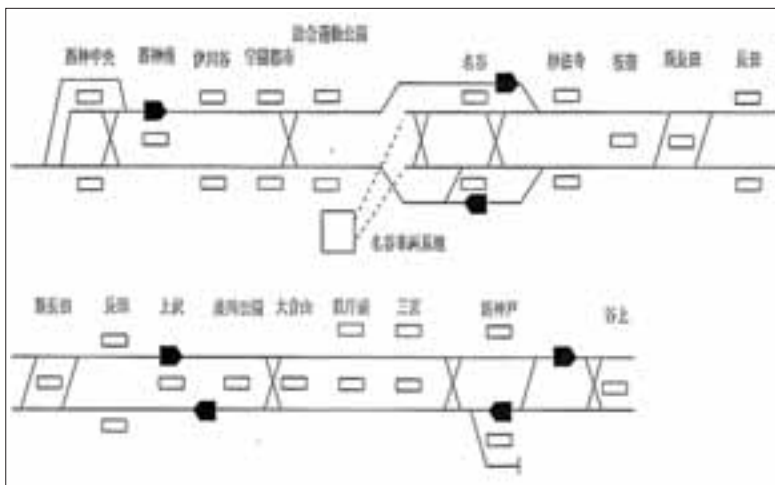 総合運動公園
西神中央 西神南 伊川谷 学園都市 名谷 妙法寺 板宿 新長田 長田
名谷車両基地
新長田 長田 上沢 湊川公園 大倉山 県庁前 三宮 新神戸 谷上